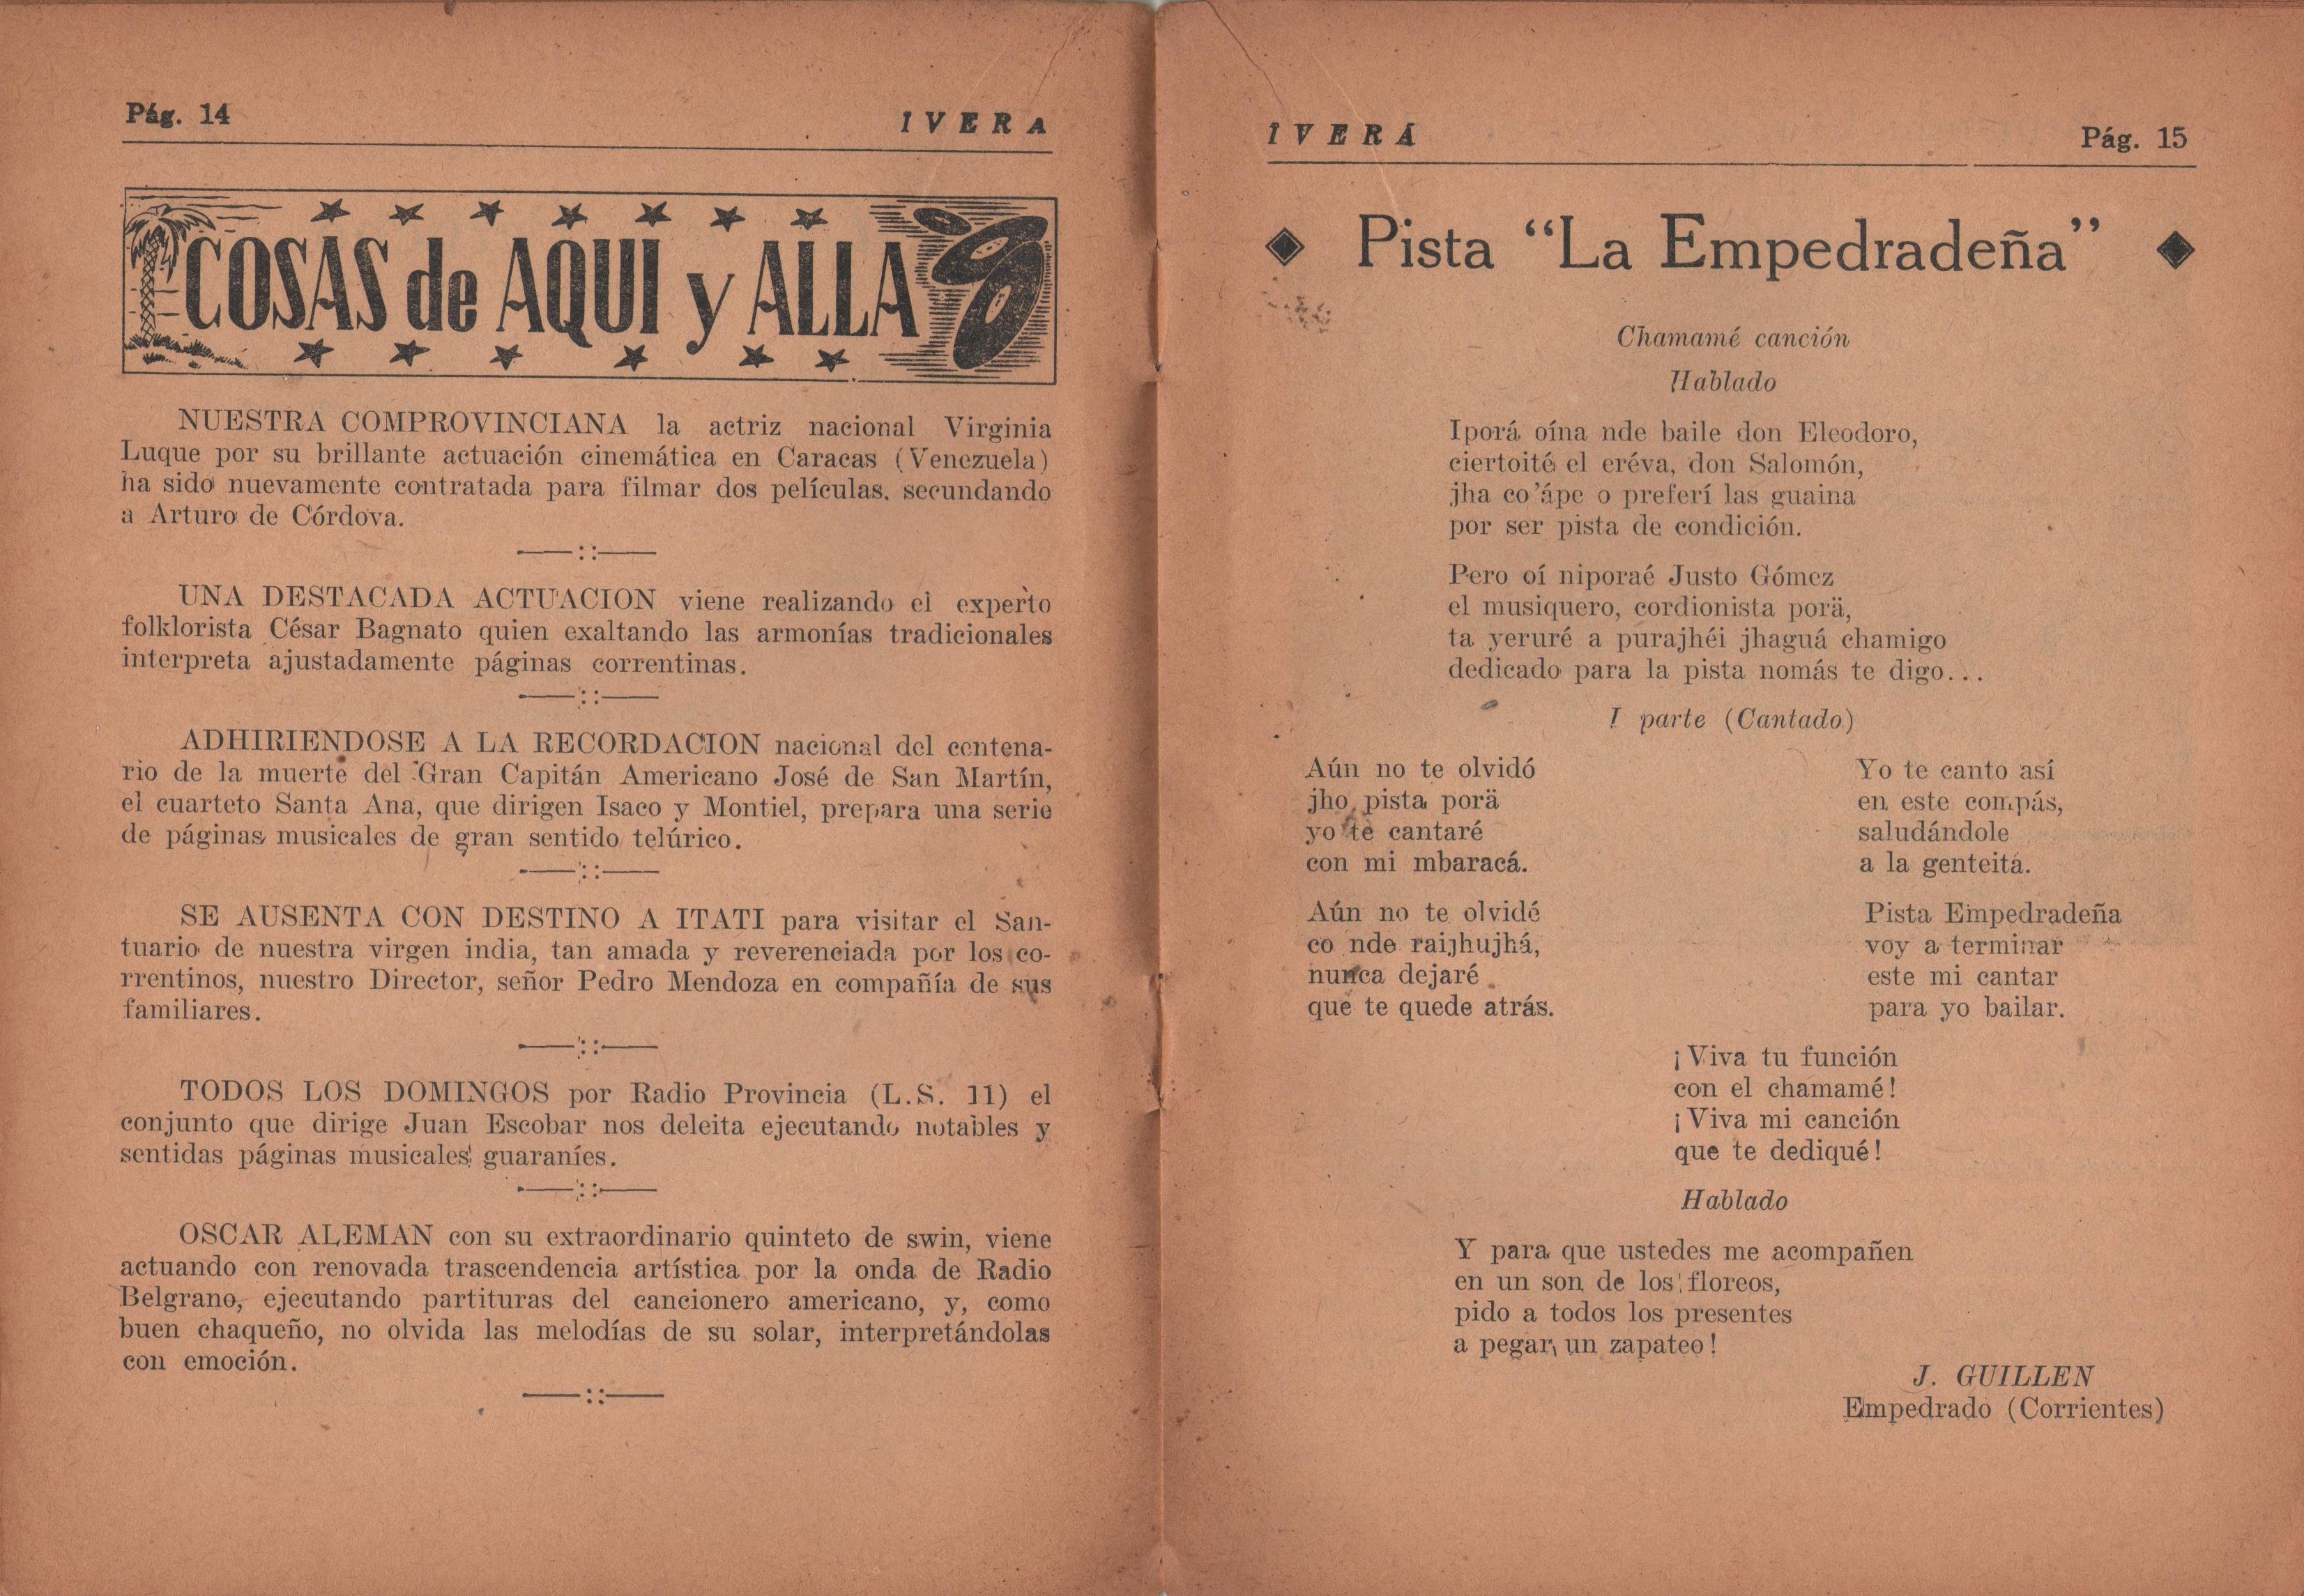 Pág. 14
IVERA
COSAS de AQUI y ALLA
NUESTRA COMPROVINCIANA la actriz nacional Virginia
Luque por su brillante actuación cinemática en Caracas (Venezuela)
ha sido nuevamente contratada para filmar dos películas. secundando
a Arturo de Córdova.
UNA DESTACADA ACTUACION viene realizando el experto
folklorista César Bagnato quien exaltando las armonías tradicionales
interpreta ajustadamente páginas correntinas.
ADHIRIENDOSE A LA RECORDACION nacional del centena-
rio de la muerte del Gran Capitán Americano José de San Martín,
el cuarteto Santa Ana, que dirigen Isaco y Montiel, prepara una serie
de páginas musicales de gran sentido telúrico.
SE AUSENTA CON DESTINO A ITATI para visitar el San-
tuario de nuestra virgen india, tan amada y reverenciada por los co-
rrentinos, nuestro Director, señor Pedro Mendoza en compañía de sus
familiares.
TODOS LOS DOMINGOS por Radio Provincia (L.S. 11) el
conjunto que dirige Juan Escobar nos deleita ejecutando notables y
sentidas páginas musicales guaraníes.
OSCAR ALEMAN con su extraordinario quinteto de swin, viene
actuando con renovada trascendencia artística por la onda de Radio
Belgrano, ejecutando partituras del cancionero americano, y, como
buen chaqueño, no olvida las melodías de su solar, interpretándolas
con emoción.
IVERÁ
Pág. 15
Pista “La Empedradeña”
Chamamé canción
Hablado
Iporá oína nde baile don Eleodoro,
ciertoité el eréva, don Salomón,
jha co'ápe o preferí las guaina
por ser pista de condición.
Pero oí niporaé Justo Gómez
el musiquero, cordionista porä,
ta yeruré a purajhéi jhaguá chamigo
dedicado para la pista nomás te digo...
I parte (Cantado)
Aún no te olvidó
jho pista porä
yo te cantaré
con mi mbaracá.
Aún no te olvidé
co nde raijhujhá,
nunca dejaré
que te quede atrás.
Yo te canto así
en este compás,
saludándole
a la genteitá.
Pista Empedradeña
voy a terminar
este mi cantar
para yo bailar.
¡Viva tu función
con el chamamé!
¡Viva mi canción
que te dediqué!
Hablado
Y para que ustedes me acompañen
en un son de los floreos,
pido a todos los presentes
a pegar un zapateo!
J. GUILLEN
Empedrado (Corrientes)